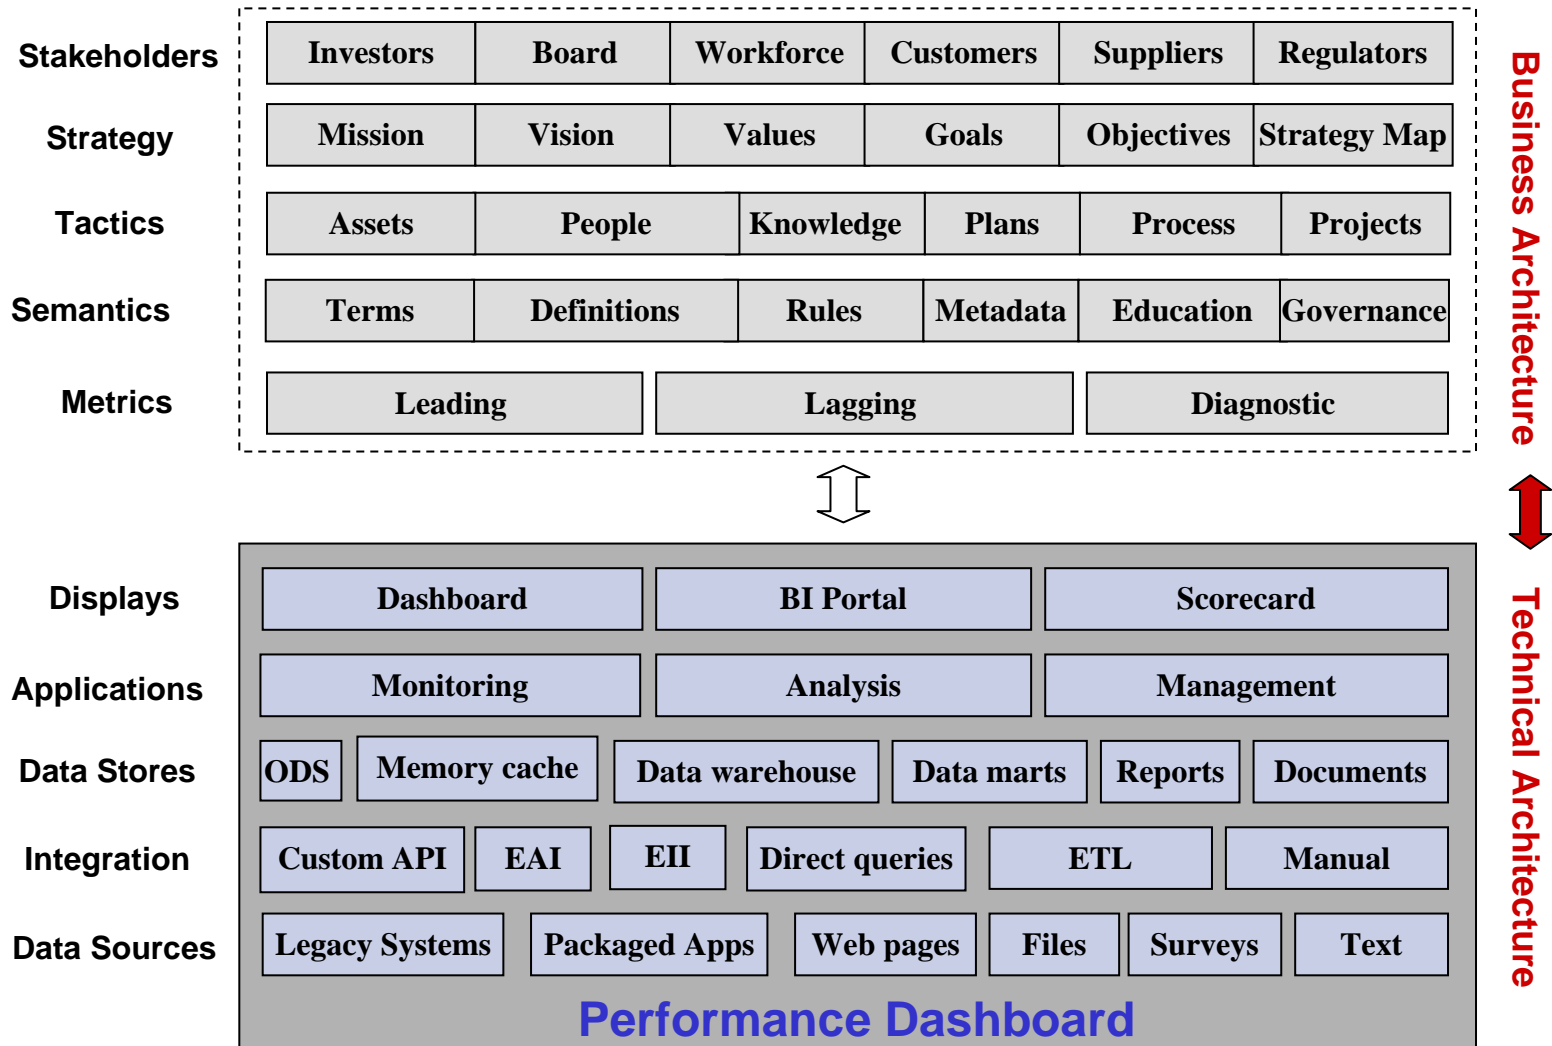 Stakeholders Investors Board Workforce Customers Suppliers Regulators
Strategy Mission Vision Values Goals Objectives Strategy Map
Tactics Assets People Knowledge Plans Process Projects
Semantics Terms Definitions Rules Metadata Education Governance
Metrics Leading Lagging Diagnostic
Business Architecture
Displays Dashboard BI Portal Scorecard
Applications Monitoring Analysis Management
Data Stores ODS Memory cache Data warehouse Data marts Reports Documents
Integration Custom API EAI EII Direct queries ETL Manual
Data Sources Legacy Systems Packaged Apps Web pages Files Surveys Text
Technical Architecture
Performance Dashboard